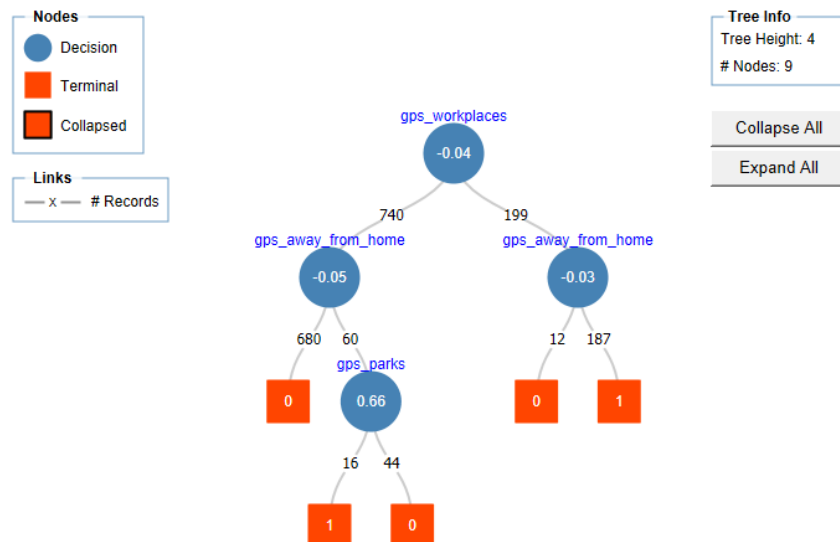 Nodes
Decision
Terminal
Collapsed
Links
x # Records
Tree Info
Tree Height: 4
# Nodes: 9
Collapse All
Expand All
gps_workplaces
-0.04
740 199
gps_away_from_home gps_away_from_home
-0.05 -0.03
680 60 12 187
gps_parks
0 0.66 0 1
16 44
1 0